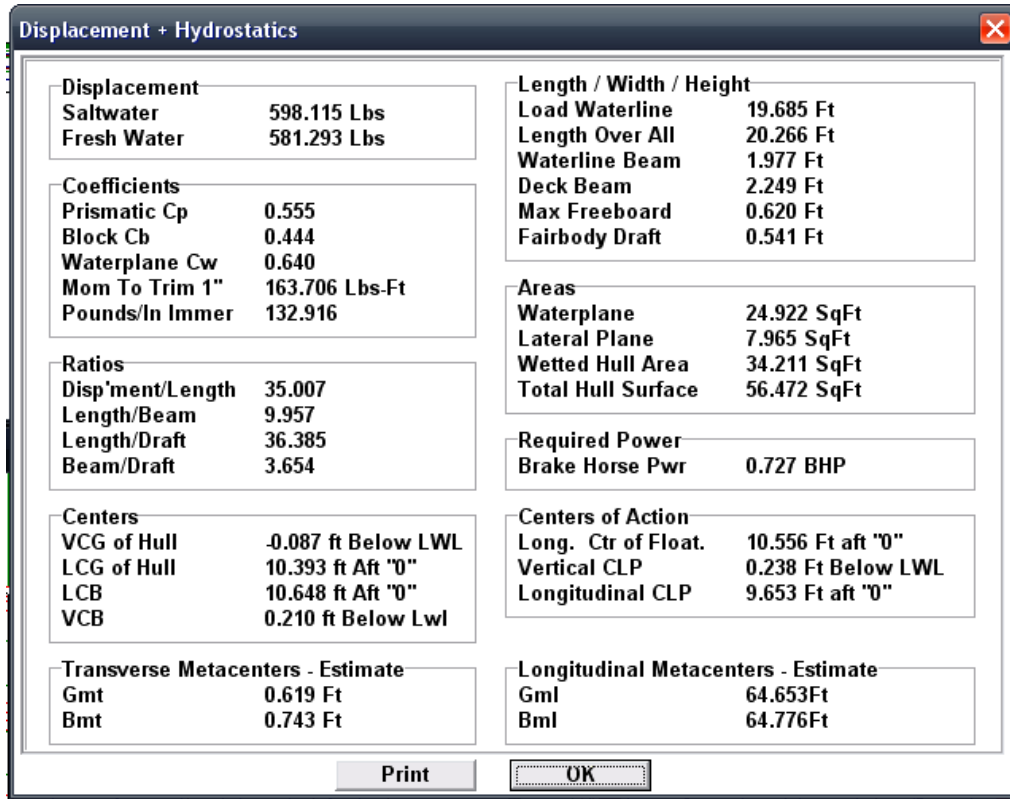 Displacement + Hydrostatics
Displacement
Saltwater 598.115 Lbs
Fresh Water 581.293 Lbs
Coefficients
Prismatic Cp 0.555
Block Cb 0.444
Waterplane Cw 0.640
Mom To Trim 1" 163.706 Lbs-Ft
Pounds/In Immer 132.916
Ratios
Disp'ment/Length 35.007
Length/Beam 9.957
Length/Draft 36.385
Beam/Draft 3.654
Centers
VCG of Hull -0.087 ft Below LWL
LCG of Hull 10.393 ft Aft "0"
LCB 10.648 ft Aft "0"
VCB 0.210 ft Below Lwl
Transverse Metacenters - Estimate
Gmt 0.619 Ft
Bmt 0.743 Ft
Length / Width / Height
Load Waterline 19.685 Ft
Length Over All 20.266 Ft
Waterline Beam 1.977 Ft
Deck Beam 2.249 Ft
Max Freeboard 0.620 Ft
Fairbody Draft 0.541 Ft
Areas
Waterplane 24.922 SqFt
Lateral Plane 7.965 SqFt
Wetted Hull Area 34.211 SqFt
Total Hull Surface 56.472 SqFt
Required Power
Brake Horse Pwr 0.727 BHP
Centers of Action
Long. Ctr of Float. 10.556 Ft aft "0"
Vertical CLP 0.238 Ft Below LWL
Longitudinal CLP 9.653 Ft aft "0"
Longitudinal Metacenters - Estimate
Gml 64.653Ft
Bml 64.776Ft
Print
OK